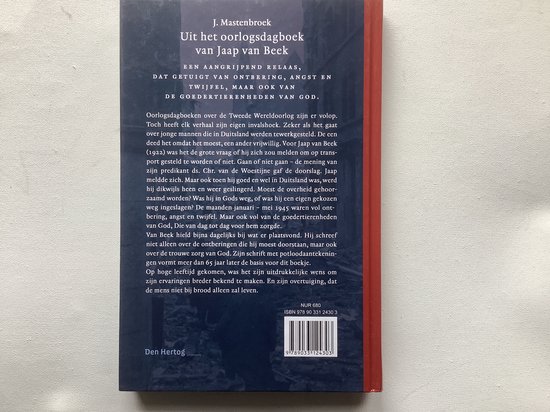 J. Mastenbroek
Uit het oorlogsdagboek
van Jaap van Beek
EEN AANGRIJPEND RELAAS,
DAT GETUIGT VAN ONTBERING, ANGST EN
TWIJFEL, MAAR OOK VAN
DE GOEDERTIERENHEDEN VAN GOD.
Oorlogsdagboeken over de Tweede Wereldoorlog zijn er volop.
Toch heeft elk verhaal zijn eigen invalshoek. Zeker als het gaat
over jonge mannen die in Duitsland werden tewerkgesteld. De een
deed het omdat het moest, een ander vrijwillig. Voor Jaap van Beek
(1922) was het de grote vraag of hij zich zou melden om op trans-
port gesteld te worden of niet. Gaan of niet gaan – de mening van
zijn predikant ds. Chr. van de Woestijne gaf de doorslag. Jaap
meldde zich. Maar ook toen hij goed en wel in Duitsland was, werd
hij dikwijls heen en weer geslingerd. Moest de overheid gehoor-
zaamd worden? Was hij in Gods weg, of was hij een eigen gekozen
weg ingeslagen? De maanden januari – mei 1945 waren vol ont-
bering, angst en twijfel. Maar ook vol van de goedertierenheden
van God, Die van dag tot dag voor hem zorgde.
Van Beek hield bijna dagelijks bij wat er plaatsvond. Hij schreef
niet alleen over de ontberingen die hij moest doorstaan, maar ook
over de trouwe zorg van God. Zijn schrift met potloodaantekenin-
gen vormt meer dan 65 jaar later de basis voor dit boekje.
Op hoge leeftijd gekomen, was het zijn uitdrukkelijke wens om
zijn ervaringen breder bekend te maken. En zijn overtuiging, dat
de mens niet bij brood alleen zal leven.
NUR 680
ISBN 978 90 331 2430 3
9 789033 124303
Den Hertog